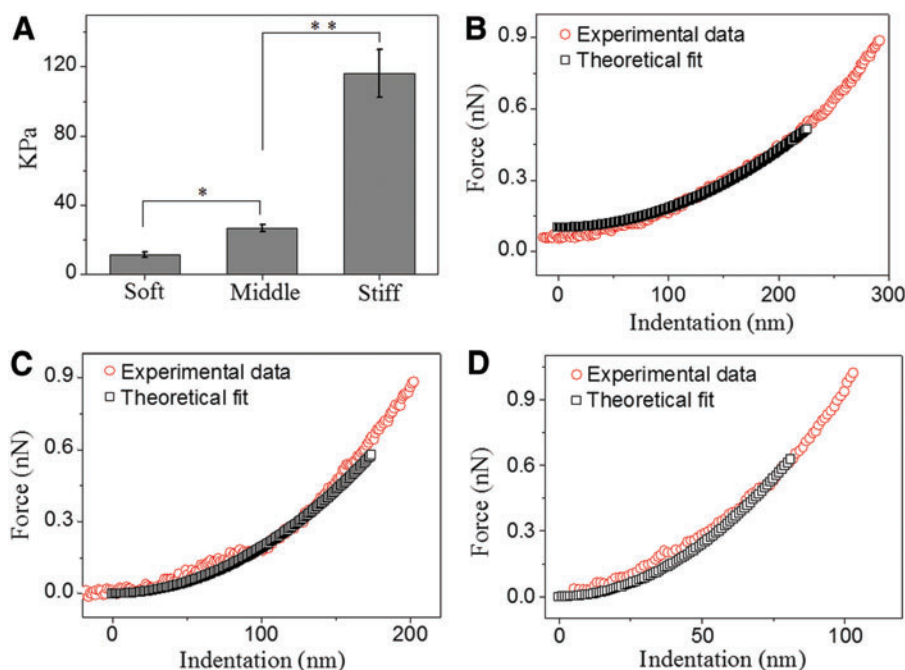 A
* *
120
80
40
0
KPa
*
Soft Middle Stiff
B
Experimental data
Theoretical fit
0.9
0.6
0.3
0.0
Force (nN)
0 100 200 300
Indentation (nm)
C
Experimental data
Theoretical fit
0.9
0.6
0.3
0.0
Force (nN)
0 100 200
Indentation (nm)
D
Experimental data
Theoretical fit
0.9
0.6
0.3
0.0
Force (nN)
0 50 100
Indentation (nm)